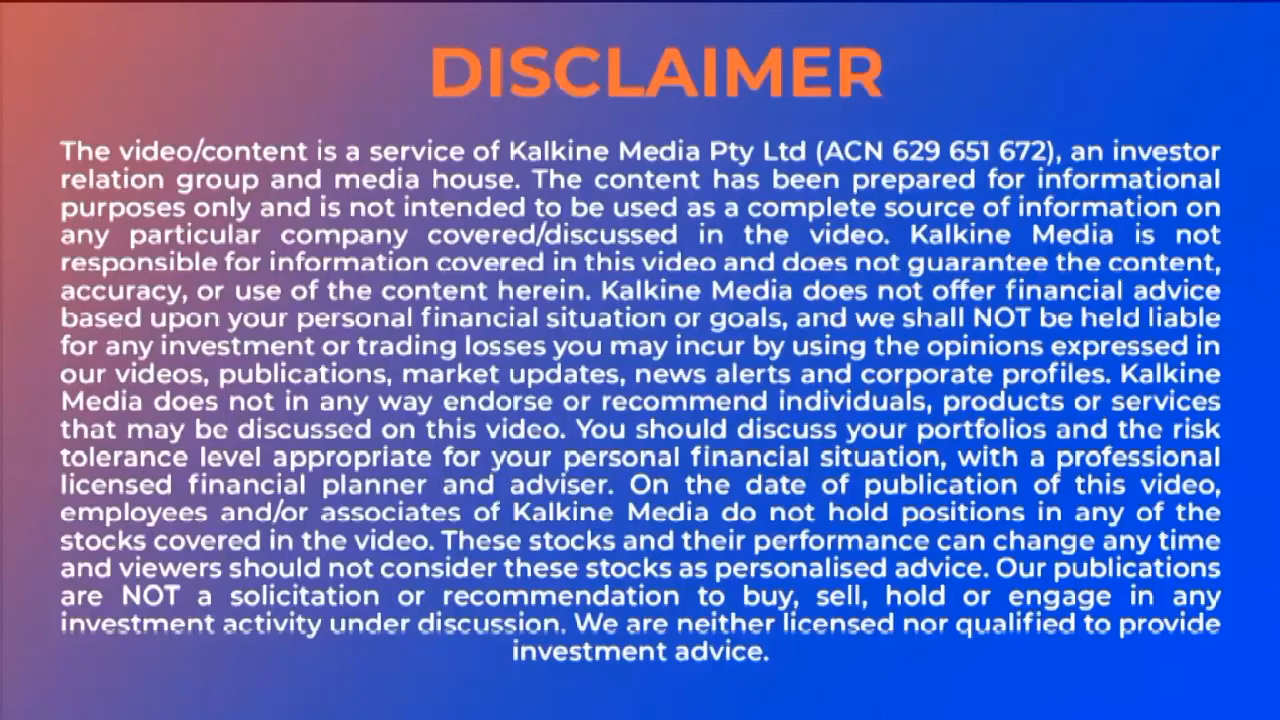 DISCLAIMER
The video/content is a service of Kalkine Media Pty Ltd (ACN 629 651 672), an investor
relation group and media house. The content has been prepared for informational
purposes only and is not intended to be used as a complete source of information on
any particular company covered/discussed in the video. Kalkine Media is not
responsible for information covered in this video and does not guarantee the content,
accuracy, or use of the content herein. Kalkine Media does not offer financial advice
based upon your personal financial situation or goals, and we shall NOT be held liable
for any investment or trading losses you may incur by using the opinions expressed in
our videos, publications, market updates, news alerts and corporate profiles. Kalkine
Media does not in any way endorse or recommend individuals, products or services
that may be discussed on this video. You should discuss your portfolios and the risk
tolerance level appropriate for your personal financial situation, with a professional
licensed financial planner and adviser. On the date of publication of this video,
employees and/or associates of Kalkine Media do not hold positions in any of the
stocks covered in the video. These stocks and their performance can change any time
and viewers should not consider these stocks as personalised advice. Our publications
are NOT a solicitation or recommendation to buy, sell, hold or engage in any
investment activity under discussion. We are neither licensed nor qualified to provide
investment advice.